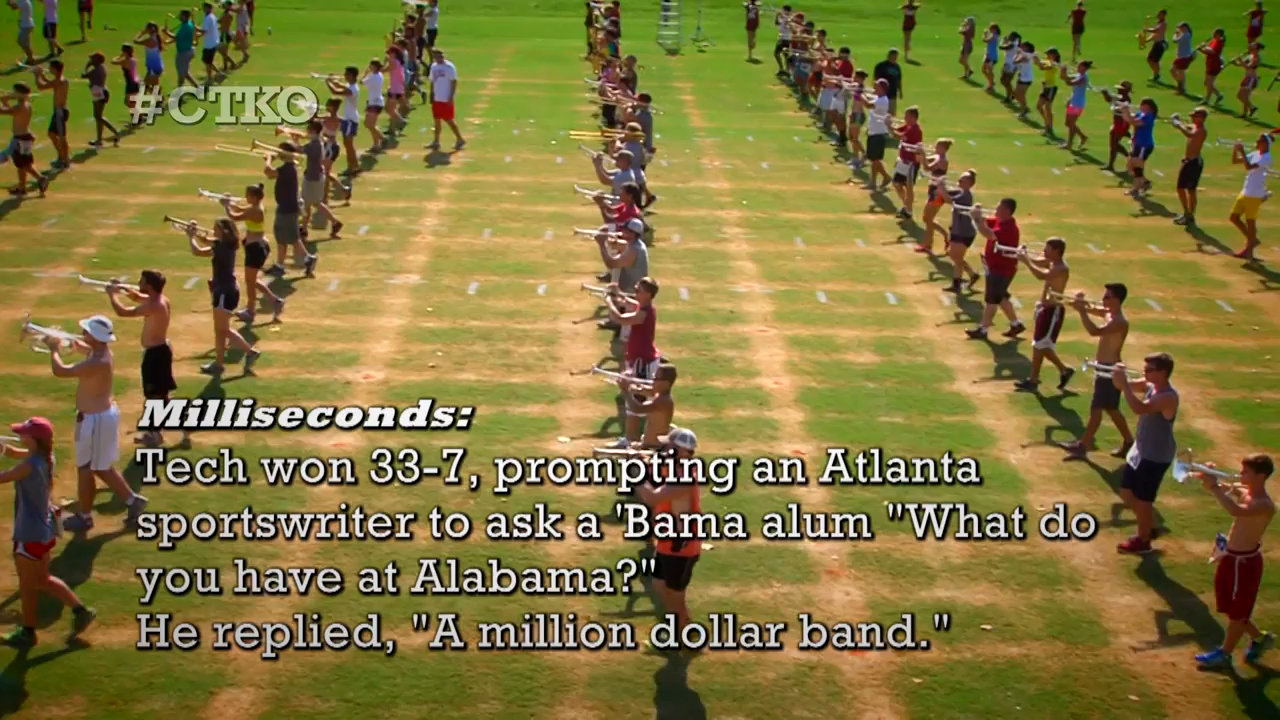 #CTKO
Milliseconds:
Tech won 33-7, prompting an Atlanta
sportswriter to ask a 'Bama alum "What do
you have at Alabama?"
He replied, "A million dollar band."